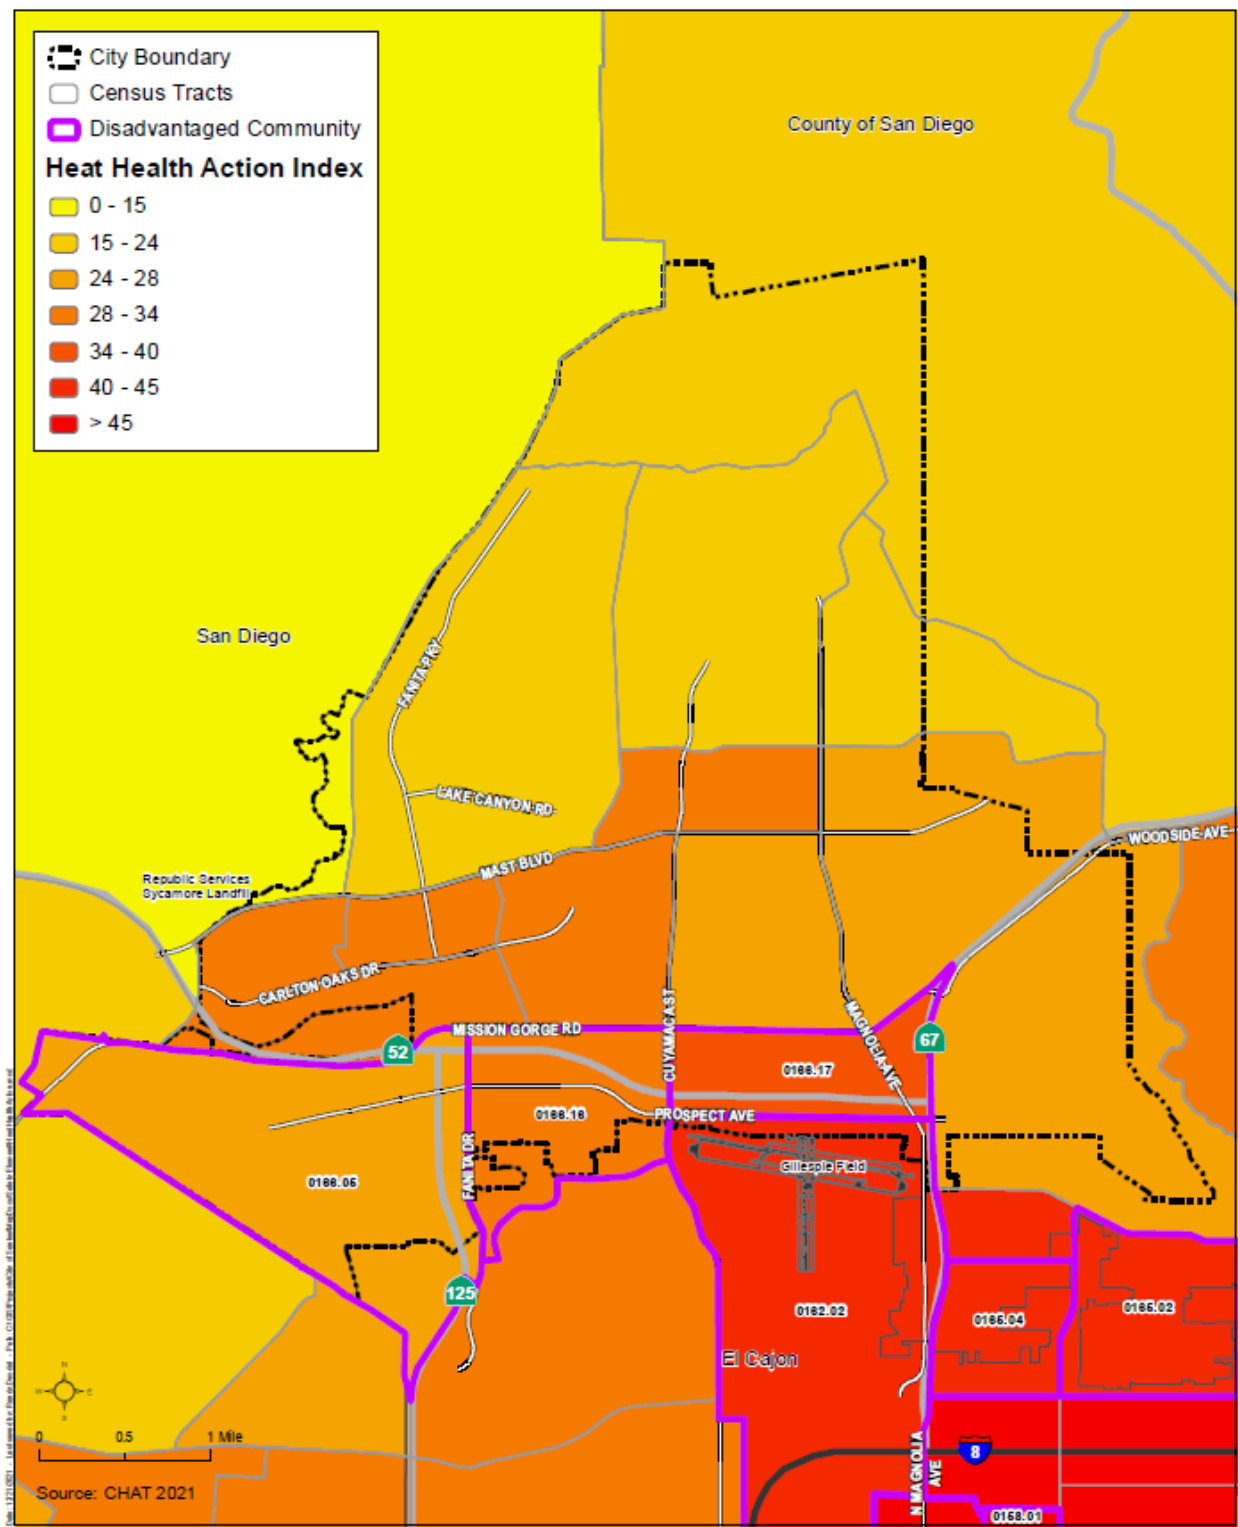 City Boundary
Census Tracts
Disadvantaged Community
Heat Health Action Index
0 - 15
15 - 24
24 - 28
28 - 34
34 - 40
40 - 45
> 45
County of San Diego
San Diego
FANITA PKY
LAKE CANYON RD
MAST BLVD
WOODSIDE AVE
Republic Services
Sycamore Landfill
CARLTON OAKS DR
MISSION GORGE RD
CUYAMACA ST
MAGNOLIA AVE
52
67
0166.17
0166.16
PROSPECT AVE
FANITA DR
Gillespie Field
0166.05
125
0162.02
0165.04
0165.02
El Cajon
N
W
E
S
0
0.5
1 Mile
N MAGNOLIA
AVE
8
Source: CHAT 2021
0158.01